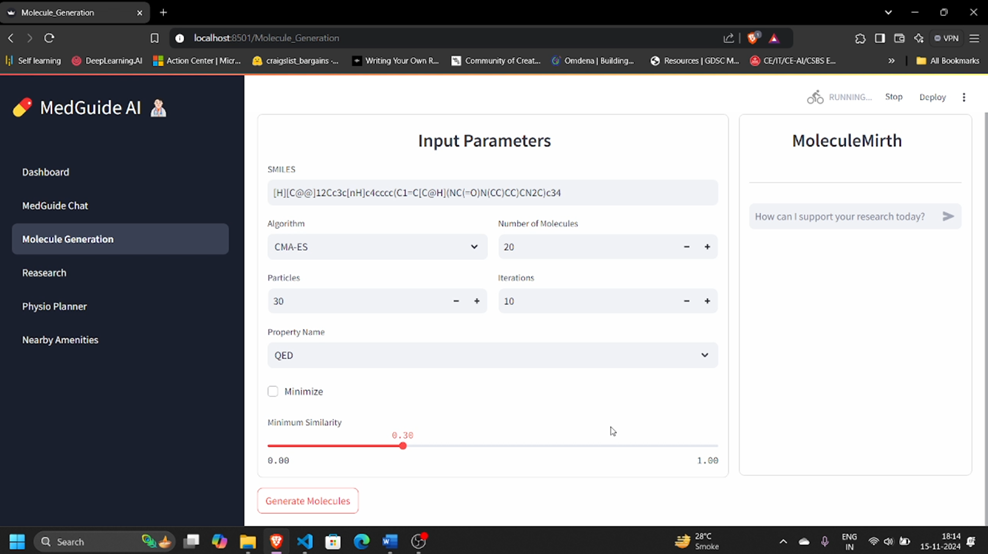 Molecule_Generation
localhost:8501/Molecule_Generation
VPN
Self learning
DeepLearning.AI
Action Center | Micr...
craigslist_bargains -...
Writing Your Own R...
Community of Creat...
Omdena | Building...
Resources | GDSC M...
CE/IT/CE-AI/CSBS E...
»
All Bookmarks
MedGuide AI
Dashboard
MedGuide Chat
Molecule Generation
Reasearch
Physio Planner
Nearby Amenities
RUNNING...
Stop
Deploy
Input Parameters
SMILES
[H][C@@]12Cc3c[nH]c4cccc(C1=C[C@H](NC(=O)N(CC)CC)CN2C)c34
Algorithm
Number of Molecules
CMA-ES
20
Particles
Iterations
30
10
Property Name
QED
Minimize
Minimum Similarity
0.30
0.00
1.00
Generate Molecules
MoleculeMirth
How can I support your research today?
Search
28°C
Smoke
ENG
IN
18:14
15-11-2024